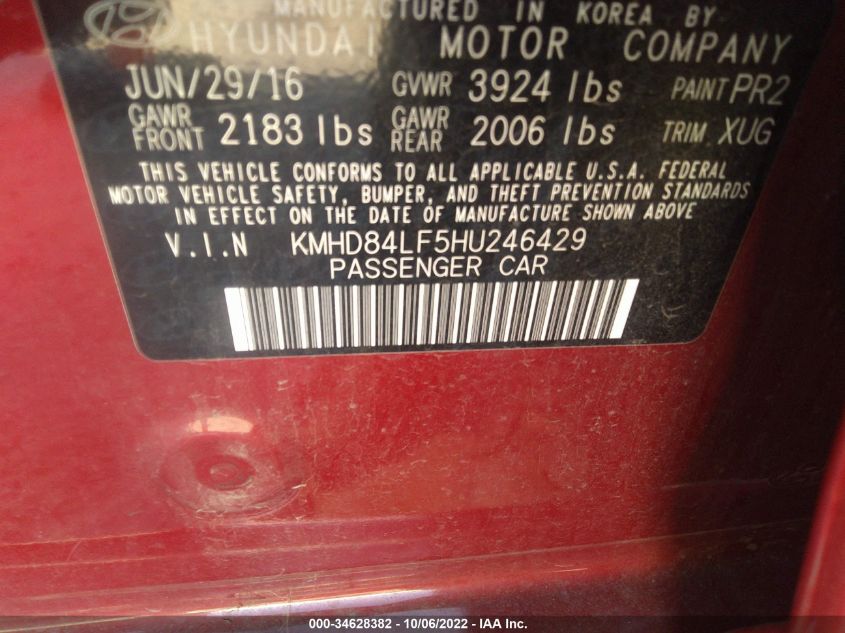 MANUFACTURED IN KOREA BY
HYUNDAI MOTOR COMPANY
JUN/29/16 GVWR 3924 lbs PAINT PR2
GAWR FRONT 2183 lbs GAWR REAR 2006 lbs TRIM XUG
THIS VEHICLE CONFORMS TO ALL APPLICABLE U.S.A. FEDERAL
MOTOR VEHICLE SAFETY, BUMPER, AND THEFT PREVENTION STANDARDS
IN EFFECT ON THE DATE OF MANUFACTURE SHOWN ABOVE
V.I.N KMHD84LF5HU246429
PASSENGER CAR
000-34628382 - 10/06/2022 - IAA Inc.